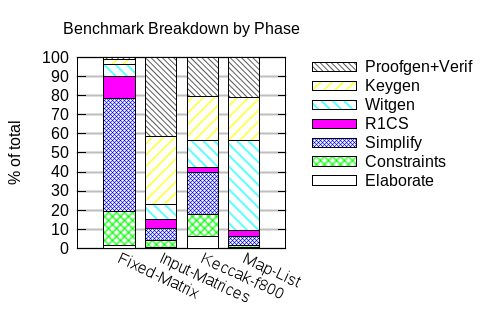 Benchmark Breakdown by Phase
% of total
100
90
80
70
60
50
40
30
20
10
0
Fixed-Matrix
Input-Matrices
Keccak-f800
Map-List
Proofgen+Verif
Keygen
Witgen
R1CS
Simplify
Constraints
Elaborate